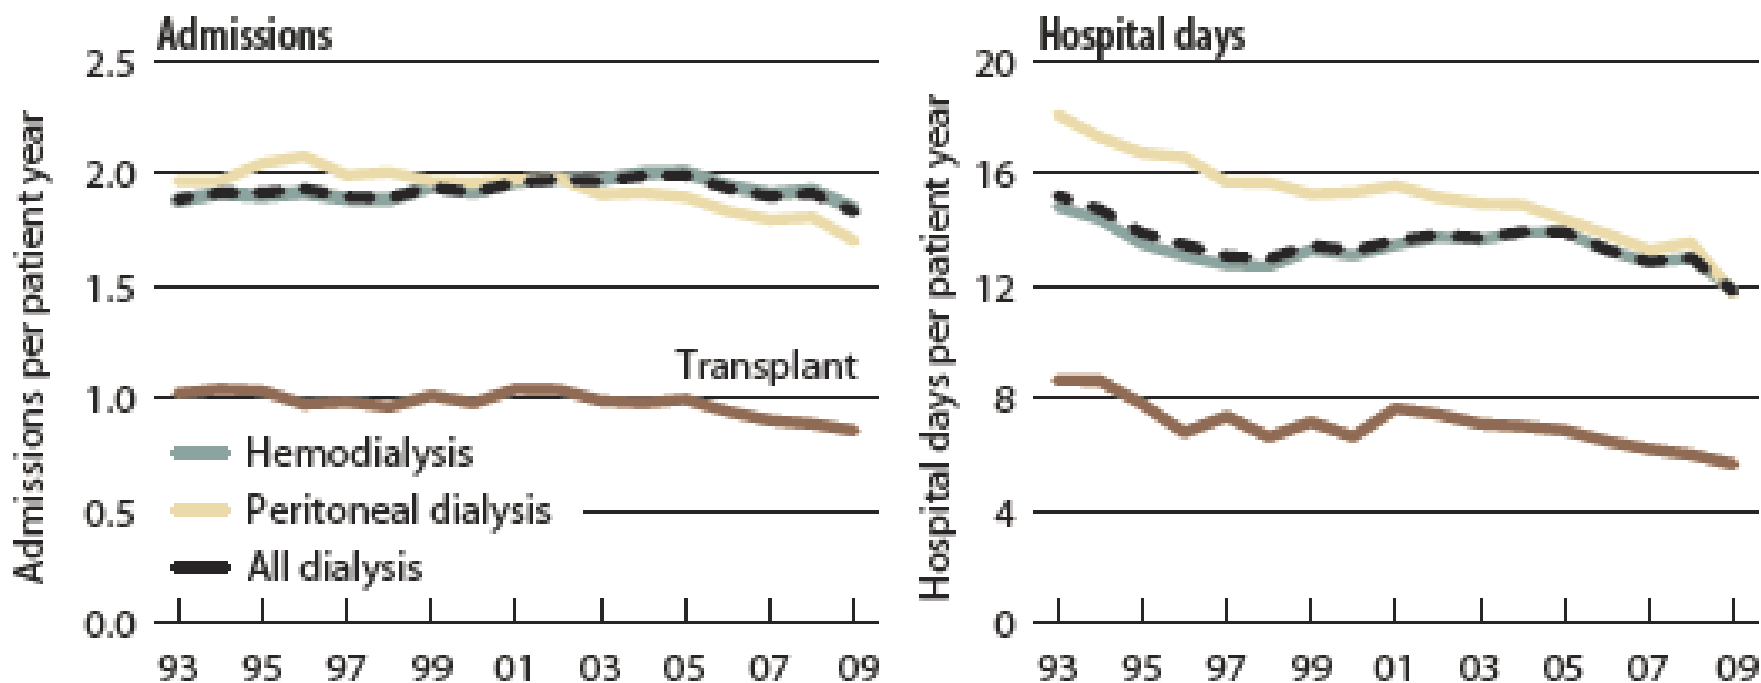 Admissions
Admissions per patient year
2.5
2.0
1.5
1.0
0.5
0.0
Transplant
Hemodialysis
Peritoneal dialysis
All dialysis
93 95 97 99 01 03 05 07 09
Hospital days
Hospital days per patient year
20
16
12
8
4
0
93 95 97 99 01 03 05 07 09